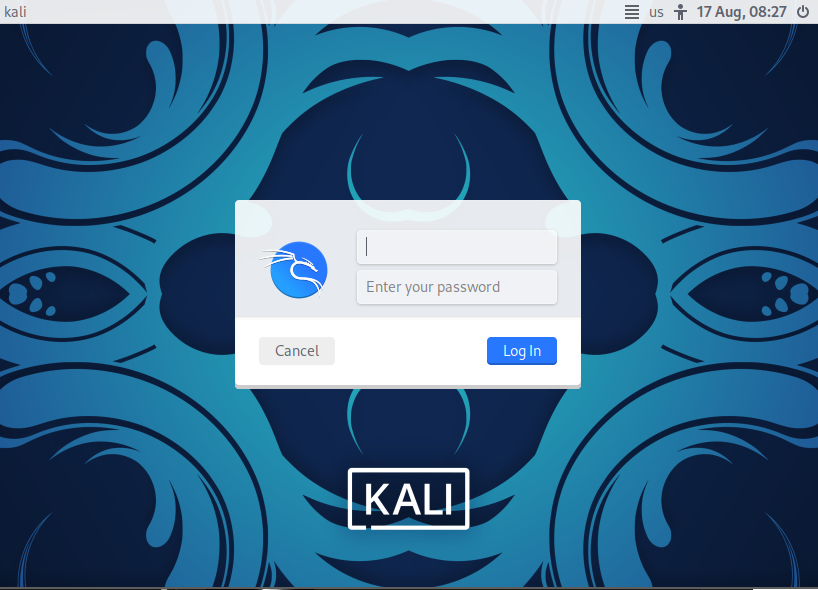 kali
us
17 Aug, 08:27
Enter your password
Cancel
Log In
KALI